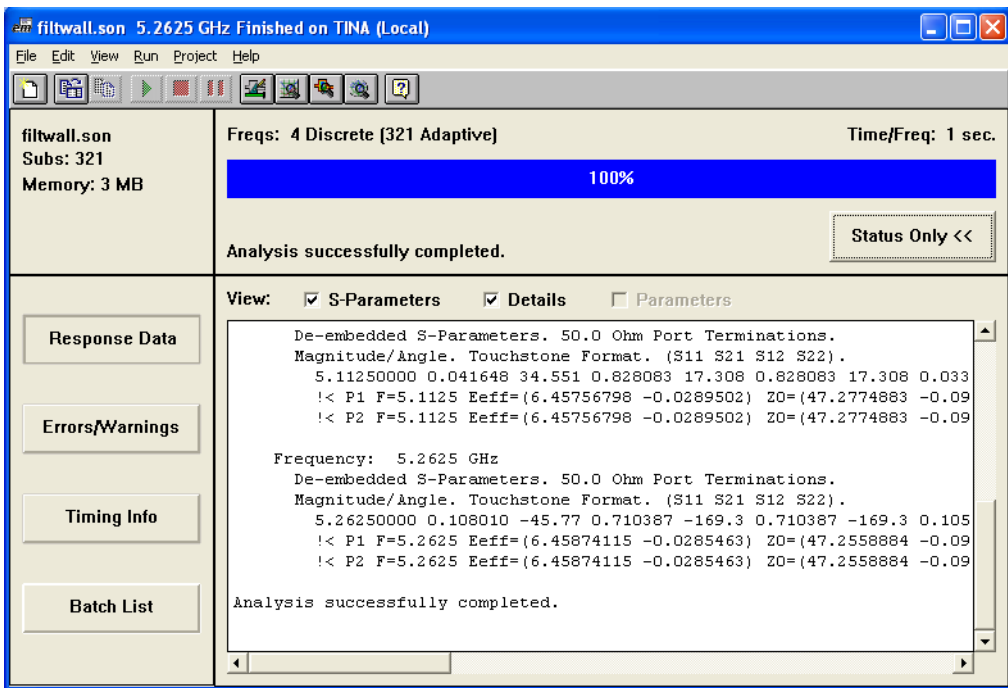 em filtwall.son 5.2625 GHz Finished on TINA (Local)
File Edit View Run Project Help
filtwall.son
Subs: 321
Memory: 3 MB
Freqs: 4 Discrete (321 Adaptive) Time/Freq: 1 sec.
100%
Status Only <<
Analysis successfully completed.
View: S-Parameters Details Parameters
Response Data
Errors/Warnings
Timing Info
Batch List
De-embedded S-Parameters. 50.0 Ohm Port Terminations.
Magnitude/Angle. Touchstone Format. (S11 S21 S12 S22).
5.11250000 0.041648 34.551 0.828083 17.308 0.828083 17.308 0.033
!< P1 F=5.1125 Eeff=(6.45756798 -0.0289502) Z0=(47.2774883 -0.09
!< P2 F=5.1125 Eeff=(6.45756798 -0.0289502) Z0=(47.2774883 -0.09
Frequency: 5.2625 GHz
De-embedded S-Parameters. 50.0 Ohm Port Terminations.
Magnitude/Angle. Touchstone Format. (S11 S21 S12 S22).
5.26250000 0.108010 -45.77 0.710387 -169.3 0.710387 -169.3 0.105
!< P1 F=5.2625 Eeff=(6.45874115 -0.0285463) Z0=(47.2558884 -0.09
!< P2 F=5.2625 Eeff=(6.45874115 -0.0285463) Z0=(47.2558884 -0.09
Analysis successfully completed.